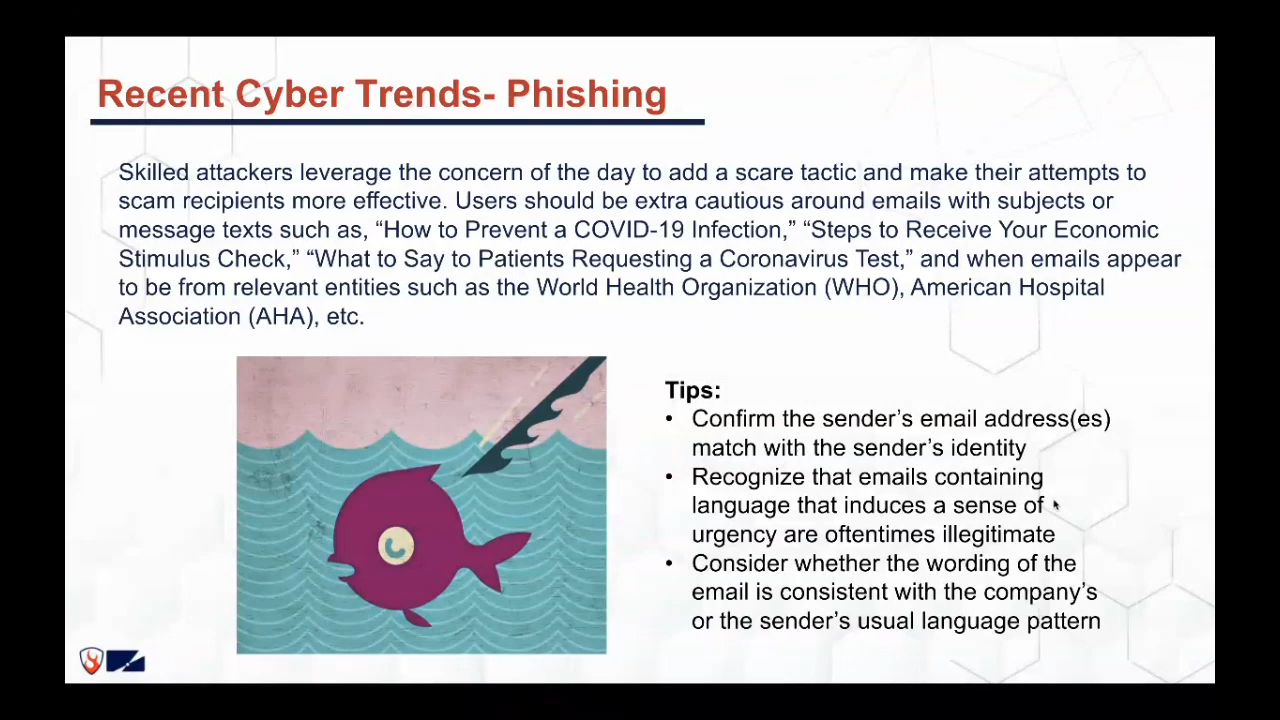 Recent Cyber Trends- Phishing
Skilled attackers leverage the concern of the day to add a scare tactic and make their attempts to
scam recipients more effective. Users should be extra cautious around emails with subjects or
message texts such as, “How to Prevent a COVID-19 Infection,” “Steps to Receive Your Economic
Stimulus Check,” “What to Say to Patients Requesting a Coronavirus Test,” and when emails appear
to be from relevant entities such as the World Health Organization (WHO), American Hospital
Association (AHA), etc.
Tips:
• Confirm the sender’s email address(es)
match with the sender’s identity
• Recognize that emails containing
language that induces a sense of
urgency are oftentimes illegitimate
• Consider whether the wording of the
email is consistent with the company’s
or the sender’s usual language pattern